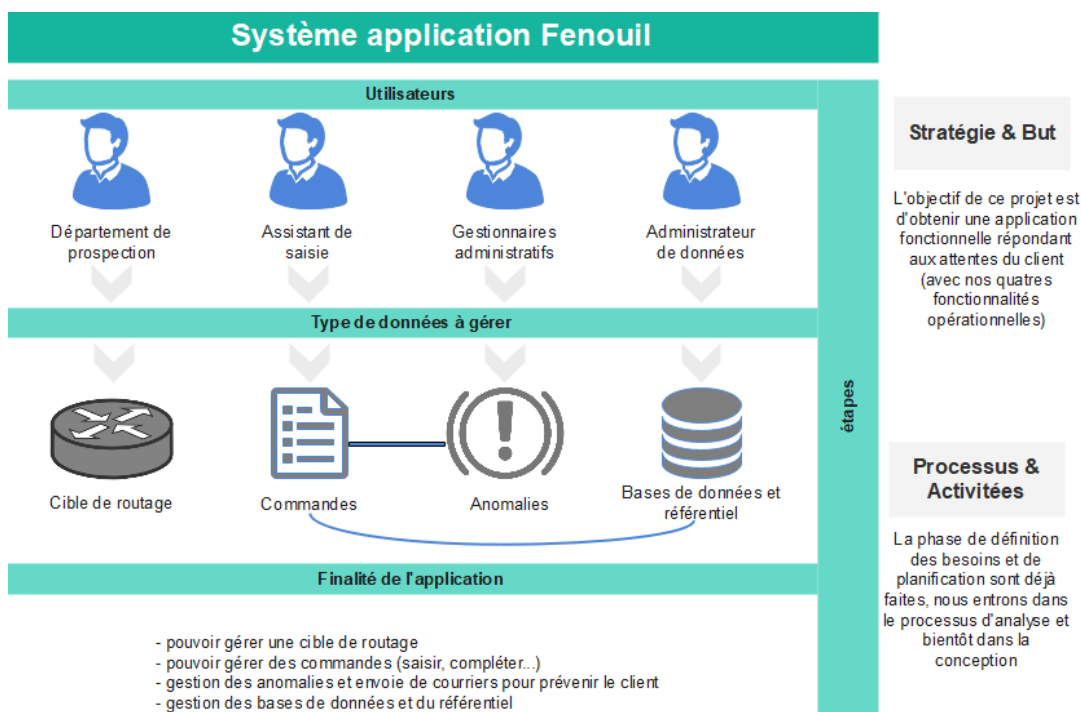 Système application Fenouil
Utilisateurs
Département de
prospection
Assistant de
saisie
Gestionnaires
administratifs
Administrateur
de données
Type de données à gérer
Cible de routage
Commandes
Anomalies
Bases de données et
référentiel
Finalité de l'application
- pouvoir gérer une cible de routage
- pouvoir gérer des commandes (saisir, compléter...)
- gestion des anomalies et envoie de courriers pour prévenir le client
- gestion des bases de données et du référentiel
étapes
Stratégie & But
L'objectif de ce projet est
d'obtenir une application
fonctionnelle répondant
aux attentes du client
(avec nos quatres
fonctionnalités
opérationnelles)
Processus &
Activitées
La phase de définition
des besoins et de
planification sont déjà
faites, nous entrons dans
le processus d'analyse et
bientôt dans la
conception